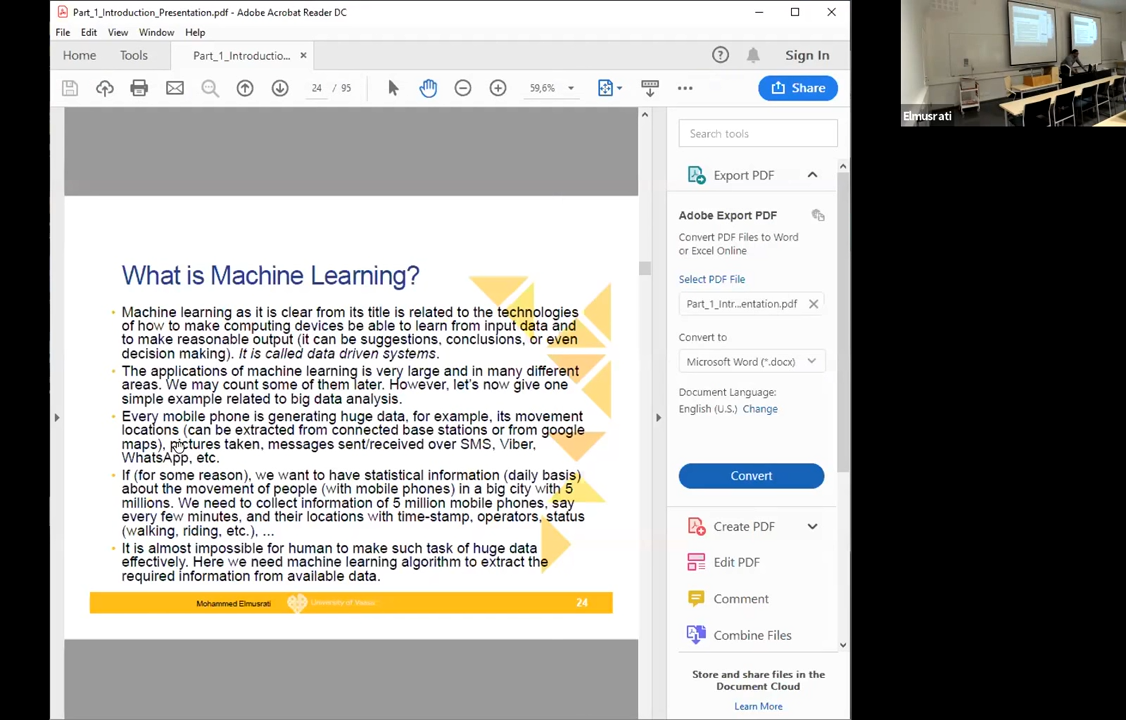 Part_1_Introduction_Presentation.pdf - Adobe Acrobat Reader DC
File Edit View Window Help
Home Tools Part_1_Introductio... × Sign In
24 / 95 59,6% Share
What is Machine Learning?
• Machine learning as it is clear from its title is related to the technologies
of how to make computing devices be able to learn from input data and
to make reasonable output (it can be suggestions, conclusions, or even
decision making). It is called data driven systems.
• The applications of machine learning is very large and in many different
areas. We may count some of them later. However, let's now give one
simple example related to big data analysis.
• Every mobile phone is generating huge data, for example, its movement
locations (can be extracted from connected base stations or from google
maps), pictures taken, messages sent/received over SMS, Viber,
WhatsApp, etc.
• If (for some reason), we want to have statistical information (daily basis)
about the movement of people (with mobile phones) in a big city with 5
millions. We need to collect information of 5 million mobile phones, say
every few minutes, and their locations with time-stamp, operators, status
(walking, riding, etc.), ...
• It is almost impossible for human to make such task of huge data
effectively. Here we need machine learning algorithm to extract the
required information from available data.
Mohammed Elmusrati University of Vaasa 24
Search tools
Export PDF
Adobe Export PDF
Convert PDF Files to Word
or Excel Online
Select PDF File
Part_1_Intr...entation.pdf
Convert to
Microsoft Word (*.docx)
Document Language:
English (U.S.) Change
Convert
Create PDF
Edit PDF
Comment
Combine Files
Store and share files in the
Document Cloud
Learn More
Elmusrati